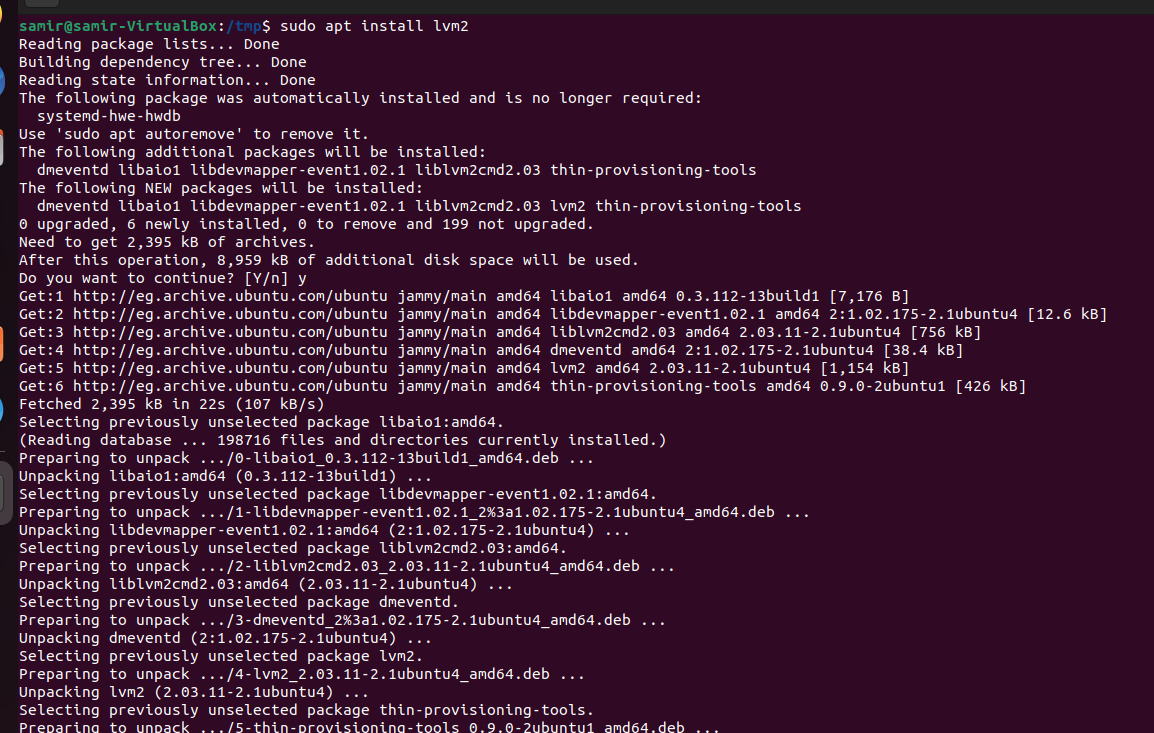 samir@samir-VirtualBox:/tmp$ sudo apt install lvm2
Reading package lists... Done
Building dependency tree... Done
Reading state information... Done
The following package was automatically installed and is no longer required:
  systemd-hwe-hwdb
Use 'sudo apt autoremove' to remove it.
The following additional packages will be installed:
  dmeventd libaio1 libdevmapper-event1.02.1 liblvm2cmd2.03 thin-provisioning-tools
The following NEW packages will be installed:
  dmeventd libaio1 libdevmapper-event1.02.1 liblvm2cmd2.03 lvm2 thin-provisioning-tools
0 upgraded, 6 newly installed, 0 to remove and 199 not upgraded.
Need to get 2,395 kB of archives.
After this operation, 8,959 kB of additional disk space will be used.
Do you want to continue? [Y/n] y
Get:1 http://eg.archive.ubuntu.com/ubuntu jammy/main amd64 libaio1 amd64 0.3.112-13build1 [7,176 B]
Get:2 http://eg.archive.ubuntu.com/ubuntu jammy/main amd64 libdevmapper-event1.02.1 amd64 2:1.02.175-2.1ubuntu4 [12.6 kB]
Get:3 http://eg.archive.ubuntu.com/ubuntu jammy/main amd64 liblvm2cmd2.03 amd64 2.03.11-2.1ubuntu4 [756 kB]
Get:4 http://eg.archive.ubuntu.com/ubuntu jammy/main amd64 dmeventd amd64 2:1.02.175-2.1ubuntu4 [38.4 kB]
Get:5 http://eg.archive.ubuntu.com/ubuntu jammy/main amd64 lvm2 amd64 2.03.11-2.1ubuntu4 [1,154 kB]
Get:6 http://eg.archive.ubuntu.com/ubuntu jammy/main amd64 thin-provisioning-tools amd64 0.9.0-2ubuntu1 [426 kB]
Fetched 2,395 kB in 22s (107 kB/s)
Selecting previously unselected package libaio1:amd64.
(Reading database ... 198716 files and directories currently installed.)
Preparing to unpack .../0-libaio1_0.3.112-13build1_amd64.deb ...
Unpacking libaio1:amd64 (0.3.112-13build1) ...
Selecting previously unselected package libdevmapper-event1.02.1:amd64.
Preparing to unpack .../1-libdevmapper-event1.02.1_2%3a1.02.175-2.1ubuntu4_amd64.deb ...
Unpacking libdevmapper-event1.02.1:amd64 (2:1.02.175-2.1ubuntu4) ...
Selecting previously unselected package liblvm2cmd2.03:amd64.
Preparing to unpack .../2-liblvm2cmd2.03_2.03.11-2.1ubuntu4_amd64.deb ...
Unpacking liblvm2cmd2.03:amd64 (2.03.11-2.1ubuntu4) ...
Selecting previously unselected package dmeventd.
Preparing to unpack .../3-dmeventd_2%3a1.02.175-2.1ubuntu4_amd64.deb ...
Unpacking dmeventd (2:1.02.175-2.1ubuntu4) ...
Selecting previously unselected package lvm2.
Preparing to unpack .../4-lvm2_2.03.11-2.1ubuntu4_amd64.deb ...
Unpacking lvm2 (2.03.11-2.1ubuntu4) ...
Selecting previously unselected package thin-provisioning-tools.
Preparing to unpack .../5-thin-provisioning-tools_0.9.0-2ubuntu1_amd64.deb ...